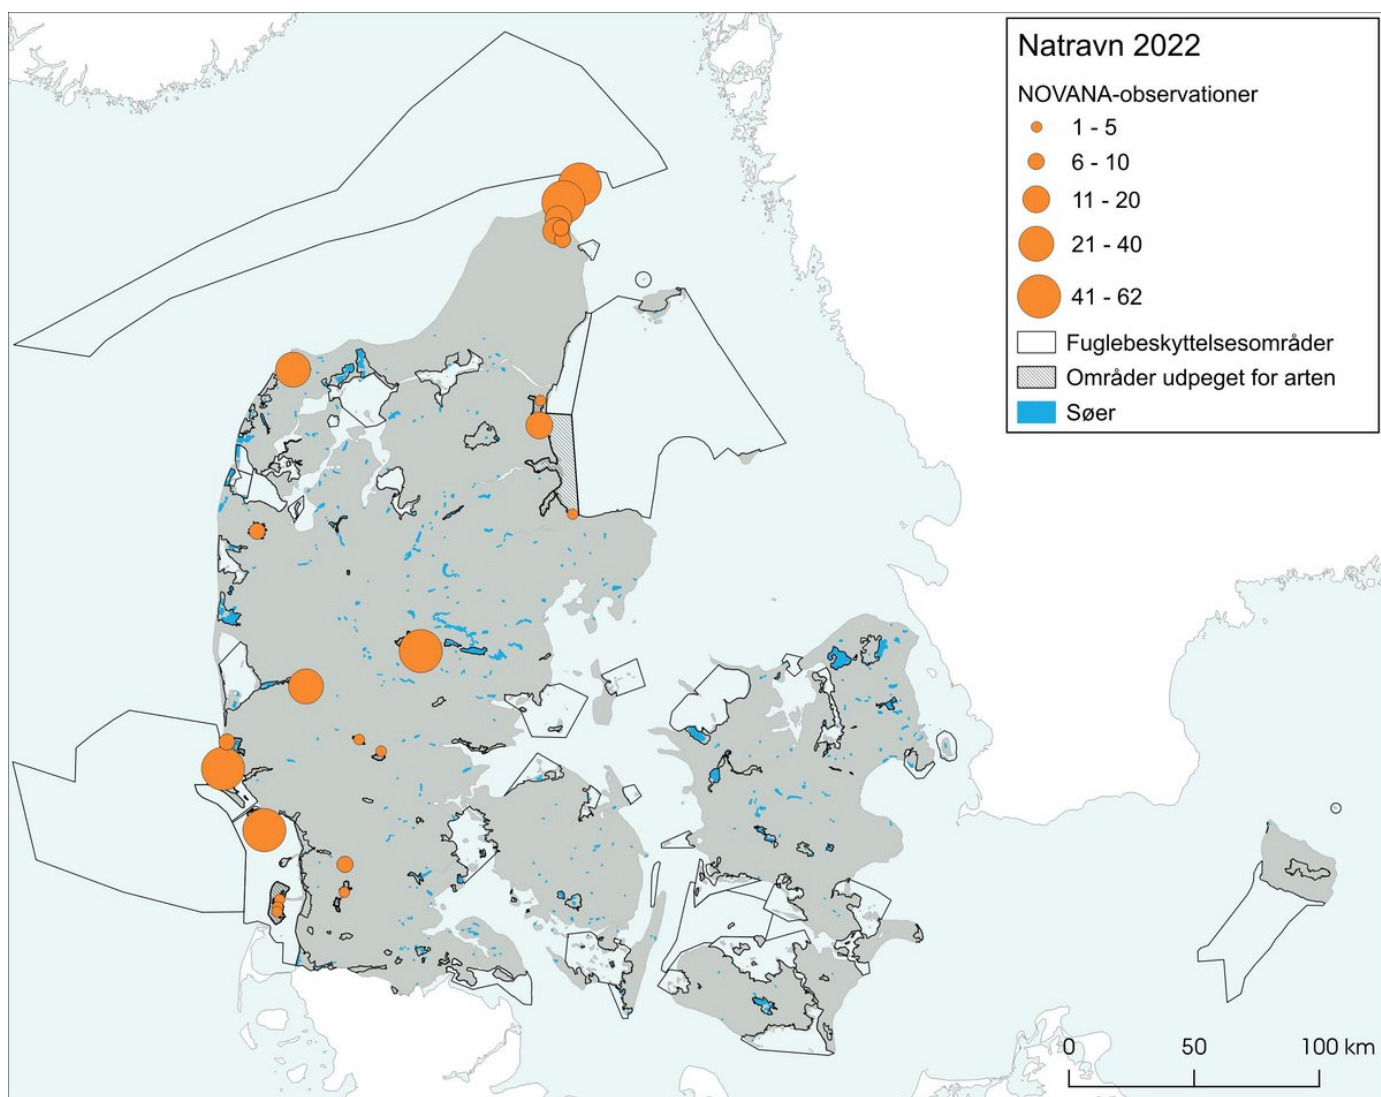 Natravn 2022
NOVANA-observationer
1 - 5
6 - 10
11 - 20
21 - 40
41 - 62
Fuglebeskyttelsesområder
Områder udpeget for arten
Søer
0 50 100 km